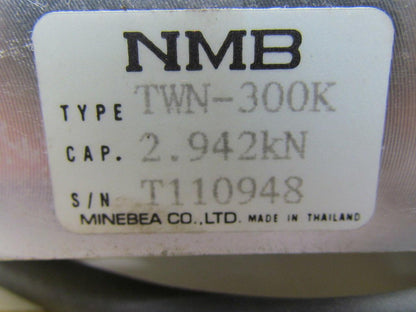 NMB
TYPE TWN-300K
CAP. 2.942kN
S/N T110948
MINEBEA CO.,LTD. MADE IN THAILAND